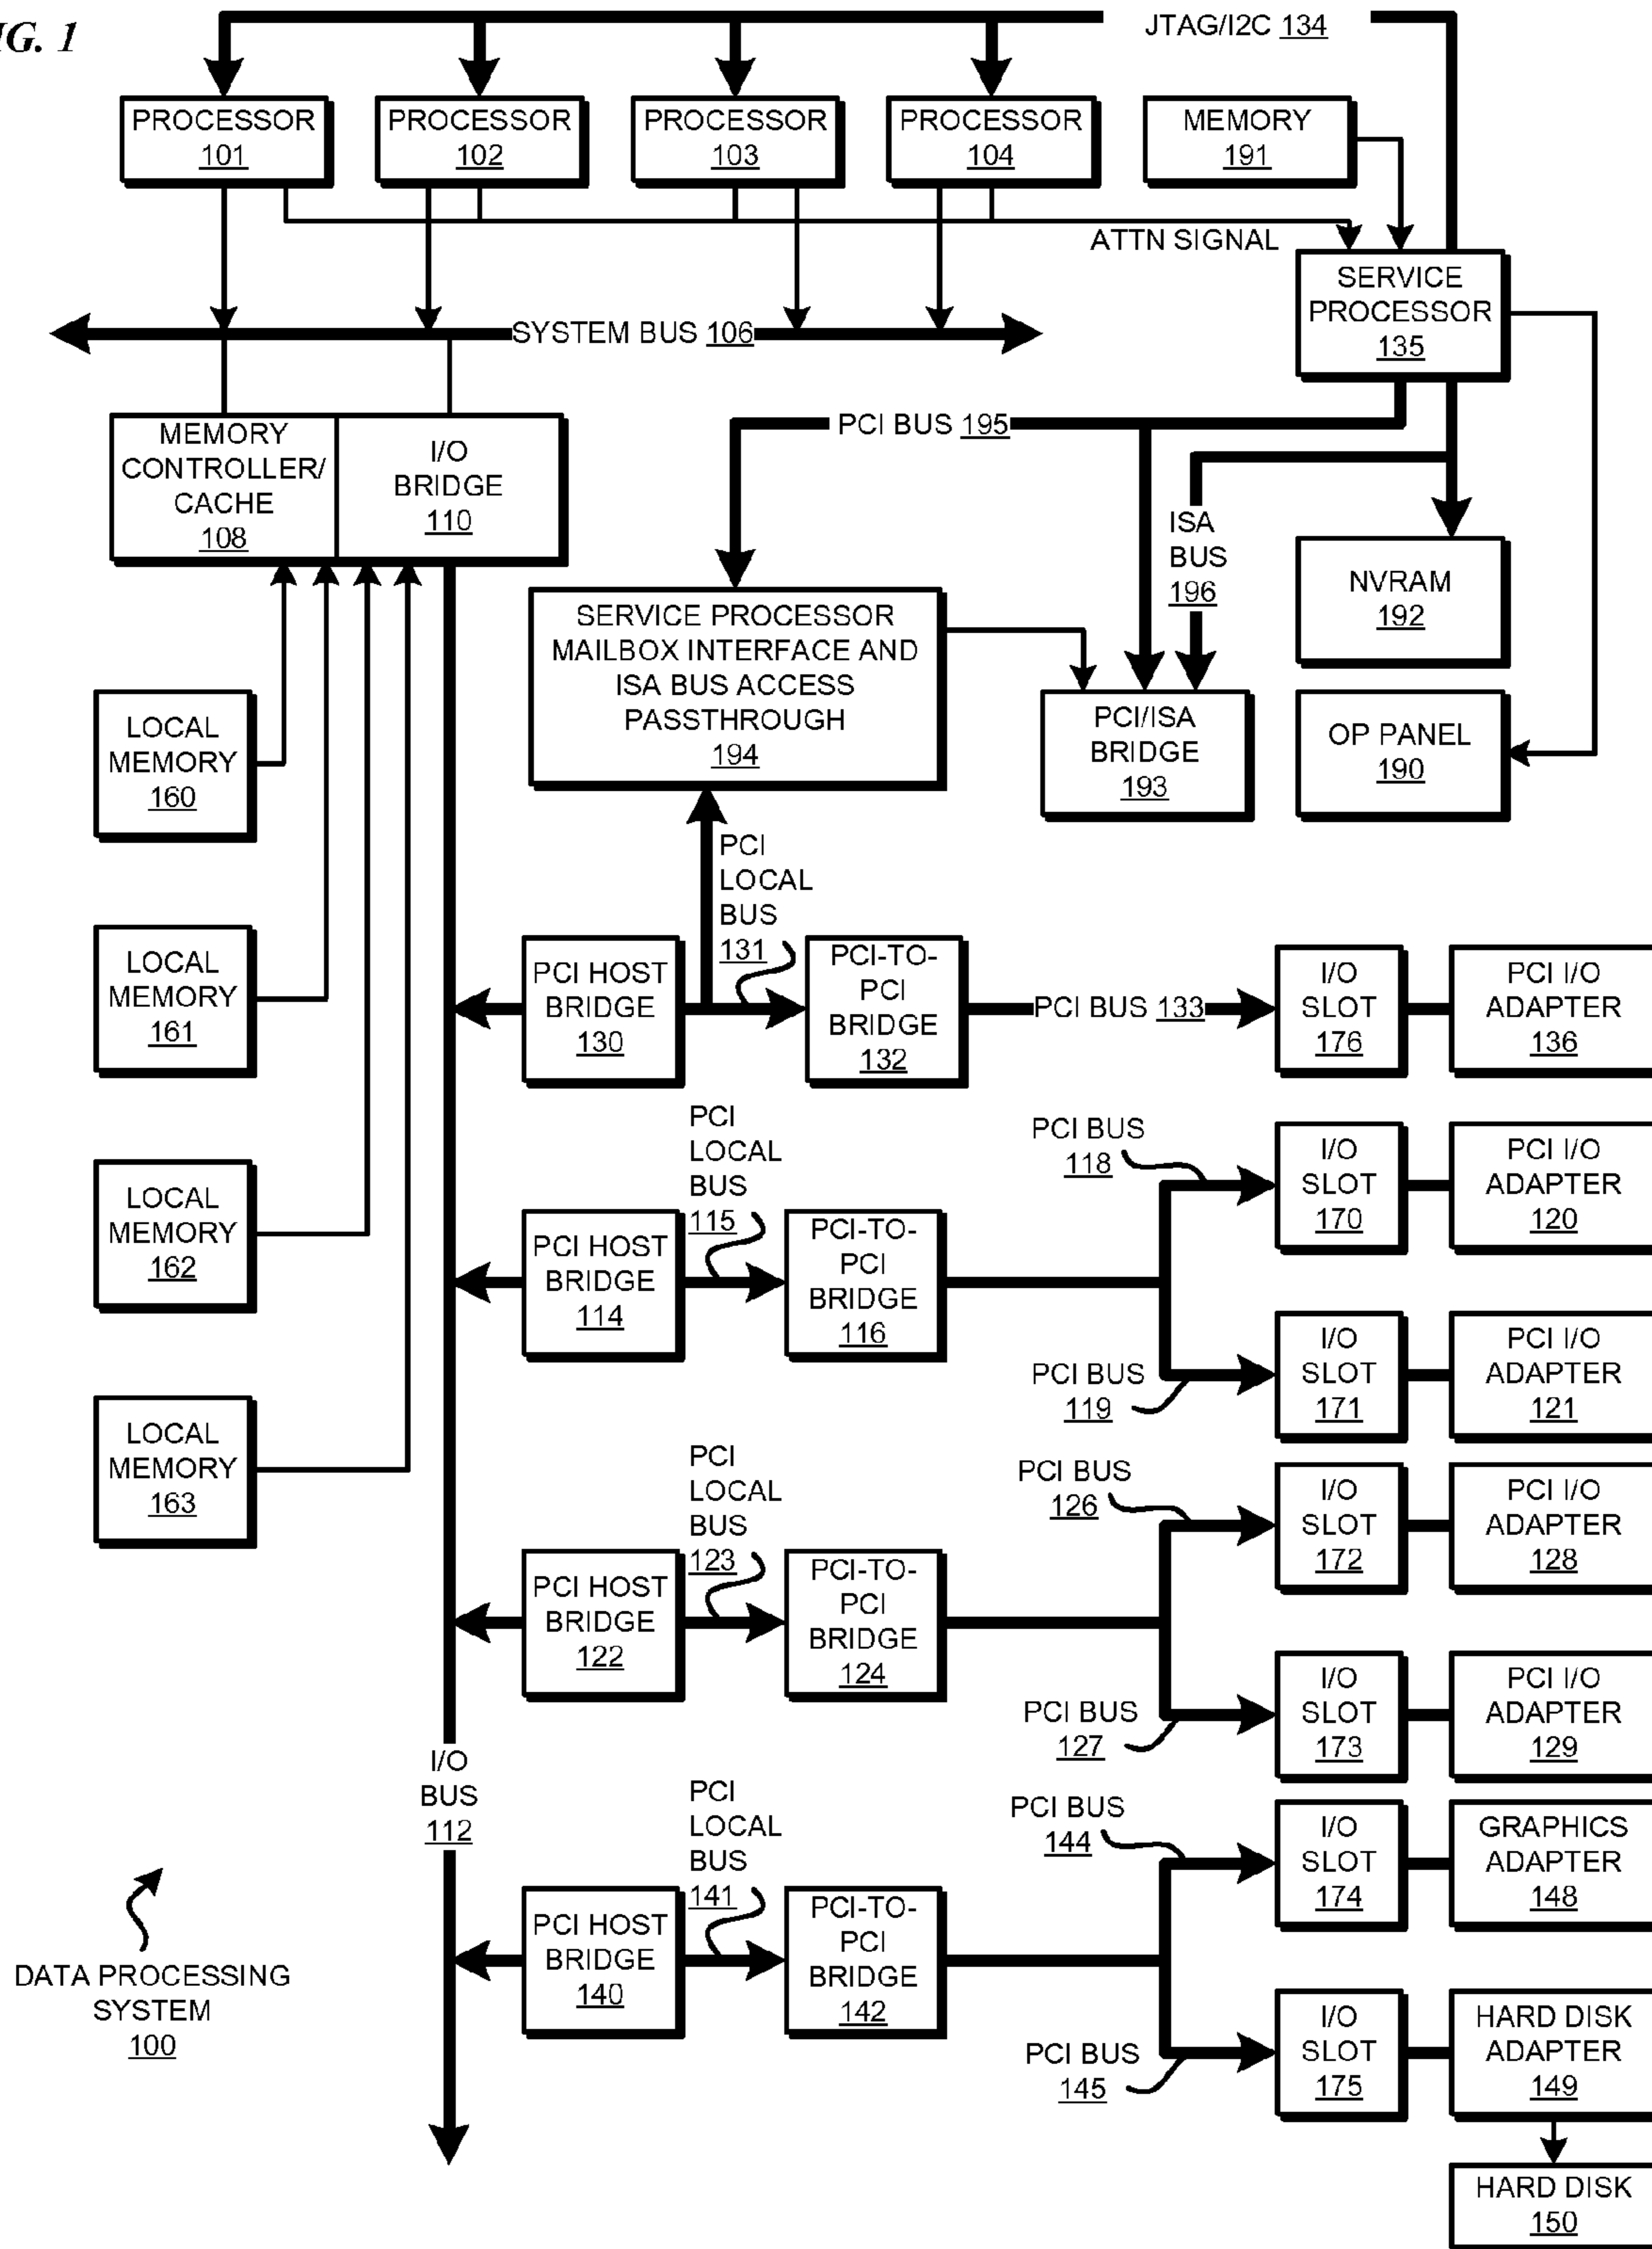 IG. 1
JTAG/I2C 134
PROCESSOR
101
PROCESSOR
102
PROCESSOR
103
PROCESSOR
104
MEMORY
191
ATTN SIGNAL
SERVICE
PROCESSOR
135
SYSTEM BUS 106
MEMORY
CONTROLLER/
CACHE
108
I/O
BRIDGE
110
PCI BUS 195
ISA
BUS
196
NVRAM
192
SERVICE PROCESSOR
MAILBOX INTERFACE AND
ISA BUS ACCESS
PASSTHROUGH
194
PCI/ISA
BRIDGE
193
OP PANEL
190
LOCAL
MEMORY
160
LOCAL
MEMORY
161
LOCAL
MEMORY
162
LOCAL
MEMORY
163
PCI
LOCAL
BUS
131
PCI HOST
BRIDGE
130
PCI-TO-
PCI
BRIDGE
132
PCI BUS 133
I/O
SLOT
176
PCI I/O
ADAPTER
136
PCI
LOCAL
BUS
115
PCI HOST
BRIDGE
114
PCI-TO-
PCI
BRIDGE
116
PCI BUS
118
I/O
SLOT
170
PCI I/O
ADAPTER
120
PCI BUS
119
I/O
SLOT
171
PCI I/O
ADAPTER
121
PCI
LOCAL
BUS
123
PCI HOST
BRIDGE
122
PCI-TO-
PCI
BRIDGE
124
PCI BUS
126
I/O
SLOT
172
PCI I/O
ADAPTER
128
PCI BUS
127
I/O
SLOT
173
PCI I/O
ADAPTER
129
I/O
BUS
112
PCI
LOCAL
BUS
141
PCI HOST
BRIDGE
140
PCI-TO-
PCI
BRIDGE
142
PCI BUS
144
I/O
SLOT
174
GRAPHICS
ADAPTER
148
PCI BUS
145
I/O
SLOT
175
HARD DISK
ADAPTER
149
HARD DISK
150
DATA PROCESSING
SYSTEM
100